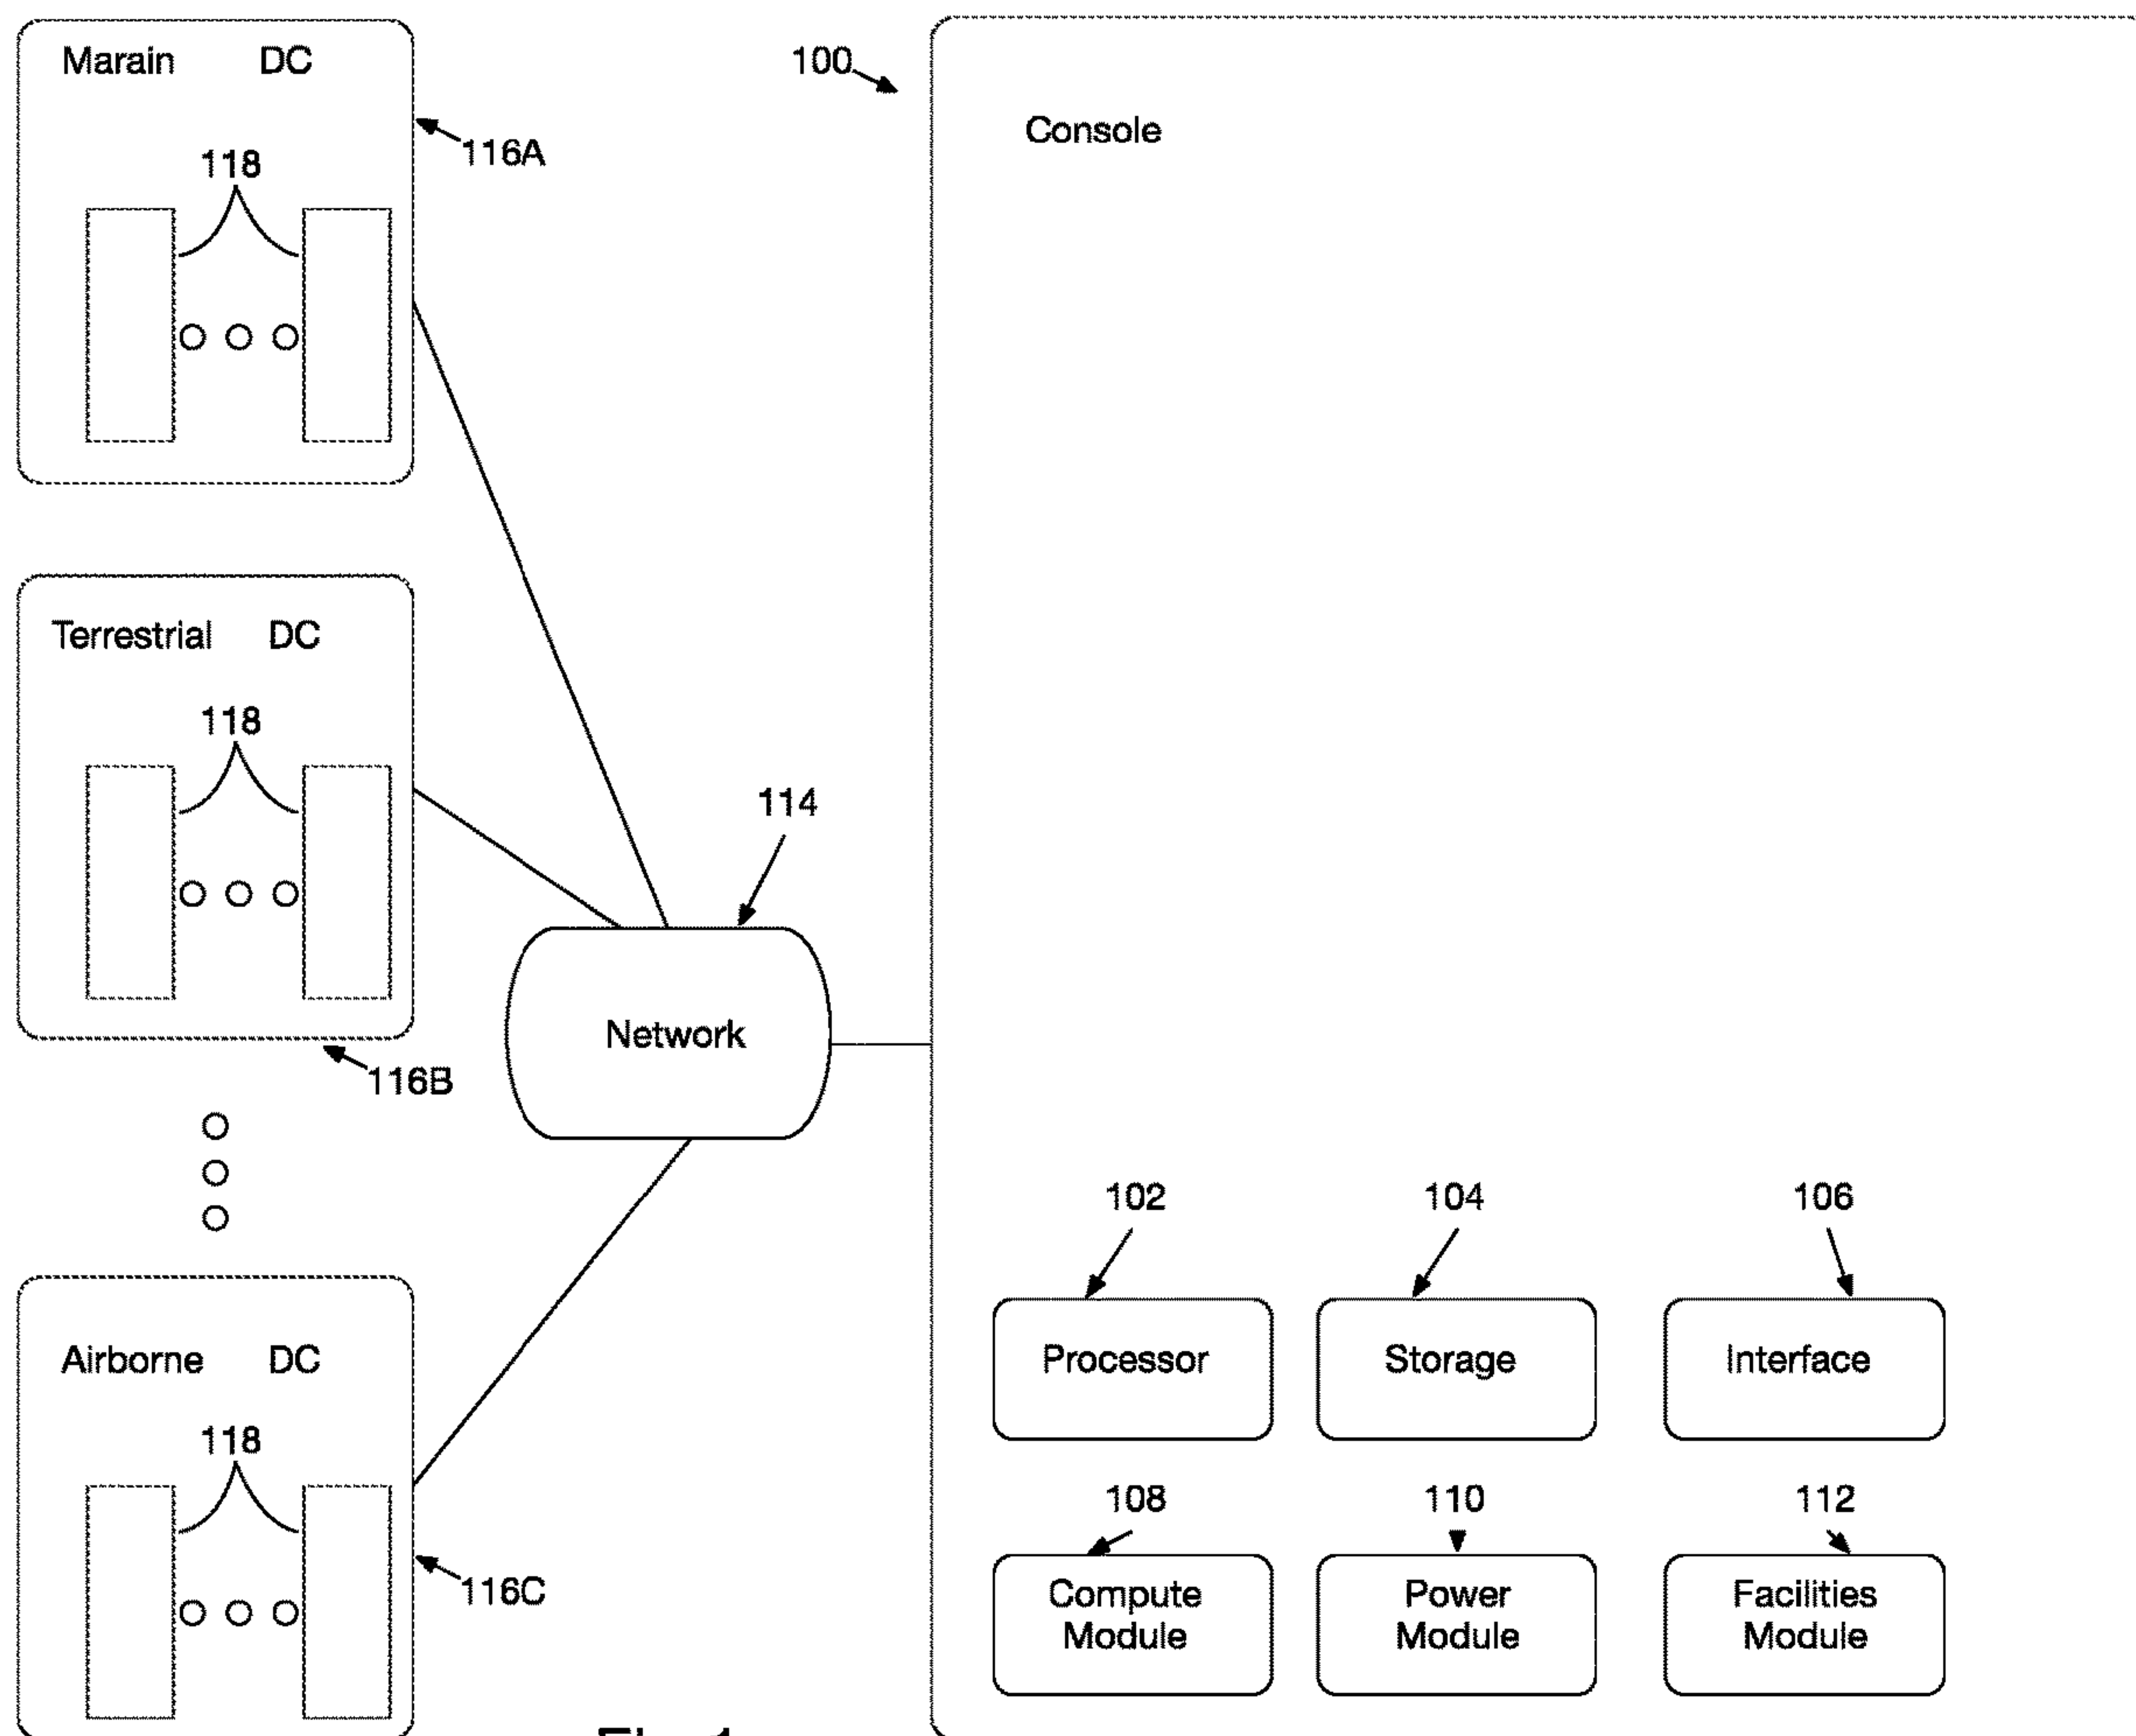 Marain DC
116A
118
Terrestrial DC
118
116B
Airborne DC
118
116C
114
Network
100
Console
102
104
106
Processor
Storage
Interface
108
110
112
Compute
Module
Power
Module
Facilities
Module